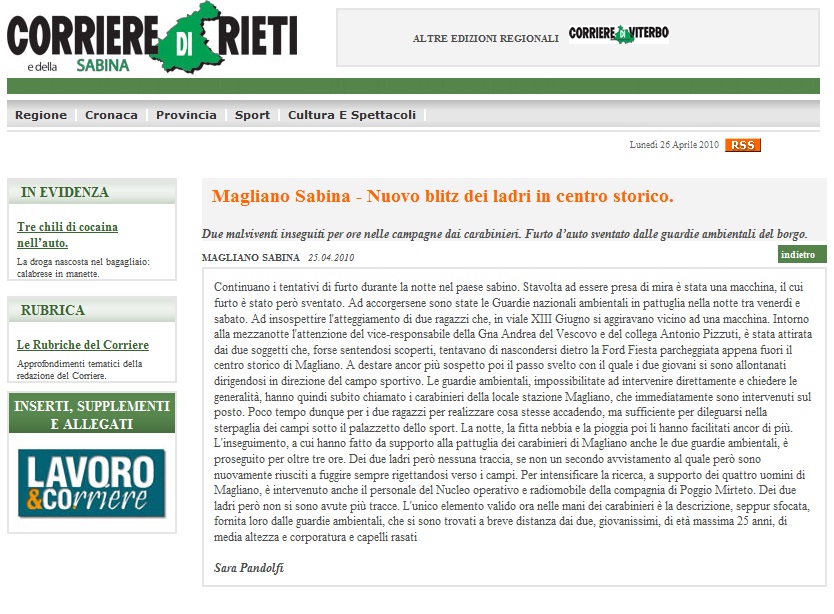 CORRIERE DI RIETI
e della SABINA
ALTRE EDIZIONI REGIONALI CORRIERE DI VITERBO
Regione Cronaca Provincia Sport Cultura E Spettacoli
Lunedì 26 Aprile 2010 RSS
IN EVIDENZA
Tre chili di cocaina
nell'auto.
La droga nascosta nel bagagliaio:
calabrese in manette.
RUBRICA
Le Rubriche del Corriere
Approfondimenti tematici della
redazione del Corriere.
INSERTI, SUPPLEMENTI
E ALLEGATI
LAVORO
&CORRIERE
Magliano Sabina - Nuovo blitz dei ladri in centro storico.
Due malviventi inseguiti per ore nelle campagne dai carabinieri. Furto d'auto sventato dalle guardie ambientali del borgo.
MAGLIANO SABINA 25.04.2010
indietro
Continuano i tentativi di furto durante la notte nel paese sabino. Stavolta ad essere presa di mira è stata una macchina, il cui
furto è stato però sventato. Ad accorgersene sono state le Guardie nazionali ambientali in pattuglia nella notte tra venerdì e
sabato. Ad insospettire l'atteggiamento di due ragazzi che, in viale XIII Giugno si aggiravano vicino ad una macchina. Intorno
alla mezzanotte l'attenzione del vice-responsabile della Gna Andrea del Vescovo e del collega Antonio Pizzuti, è stata attirata
dai due soggetti che, forse sentendosi scoperti, tentavano di nascondersi dietro la Ford Fiesta parcheggiata appena fuori il
centro storico di Magliano. A destare ancor più sospetto poi il passo svelto con il quale i due giovani si sono allontanati
dirigendosi in direzione del campo sportivo. Le guardie ambientali, impossibilitate ad intervenire direttamente e chiedere le
generalità, hanno quindi subito chiamato i carabinieri della locale stazione Magliano, che immediatamente sono intervenuti sul
posto. Poco tempo dunque per i due ragazzi per realizzare cosa stesse accadendo, ma sufficiente per dileguarsi nella
sterpaglia dei campi sotto il palazzetto dello sport. La notte, la fitta nebbia e la pioggia poi li hanno facilitati ancor di più.
L'inseguimento, a cui hanno fatto da supporto alla pattuglia dei carabinieri di Magliano anche le due guardie ambientali, è
proseguito per oltre tre ore. Dei due ladri però nessuna traccia, se non un secondo avvistamento al quale però sono
nuovamente riusciti a fuggire sempre rigettandosi verso i campi. Per intensificare la ricerca, a supporto dei quattro uomini di
Magliano, è intervenuto anche il personale del Nucleo operativo e radiomobile della compagnia di Poggio Mirteto. Dei due
ladri però non si sono avute più tracce. L'unico elemento valido ora nelle mani dei carabinieri è la descrizione, seppur sfocata,
fornita loro dalle guardie ambientali, che si sono trovati a breve distanza dai due, giovanissimi, di età massima 25 anni, di
media altezza e corporatura e capelli rasati
Sara Pandolfi